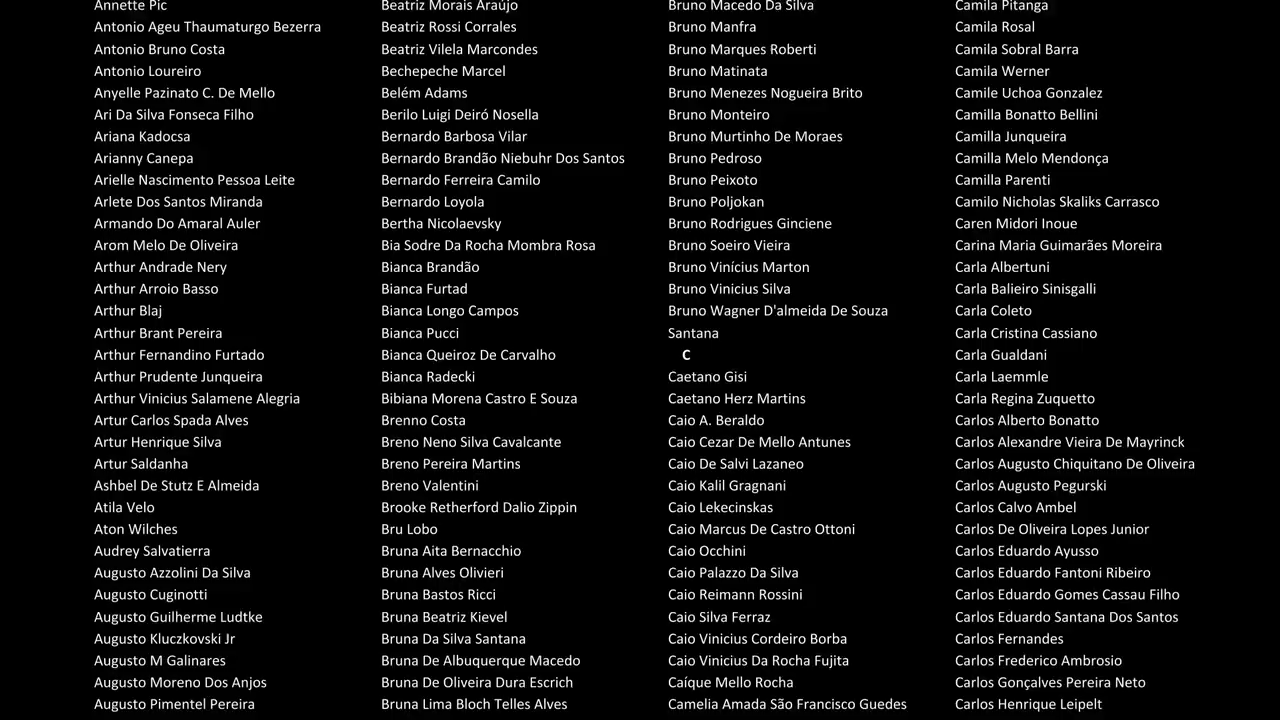 Annette Pic
Antonio Ageu Thaumaturgo Bezerra
Antonio Bruno Costa
Antonio Loureiro
Anyelle Pazinato C. De Mello
Ari Da Silva Fonseca Filho
Ariana Kadocsa
Arianny Canepa
Arielle Nascimento Pessoa Leite
Arlete Dos Santos Miranda
Armando Do Amaral Auler
Arom Melo De Oliveira
Arthur Andrade Nery
Arthur Arroio Basso
Arthur Blaj
Arthur Brant Pereira
Arthur Fernandino Furtado
Arthur Prudente Junqueira
Arthur Vinicius Salamene Alegria
Artur Carlos Spada Alves
Artur Henrique Silva
Artur Saldanha
Ashbel De Stutz E Almeida
Atila Velo
Aton Wilches
Audrey Salvatierra
Augusto Azzolini Da Silva
Augusto Cuginotti
Augusto Guilherme Ludtke
Augusto Kluczkovski Jr
Augusto M Galinares
Augusto Moreno Dos Anjos
Augusto Pimentel Pereira
Beatriz Morais Araújo
Beatriz Rossi Corrales
Beatriz Vilela Marcondes
Bechepeche Marcel
Belém Adams
Berilo Luigi Deiró Nosella
Bernardo Barbosa Vilar
Bernardo Brandão Niebuhr Dos Santos
Bernardo Ferreira Camilo
Bernardo Loyola
Bertha Nicolaevsky
Bia Sodre Da Rocha Mombra Rosa
Bianca Brandão
Bianca Furtad
Bianca Longo Campos
Bianca Pucci
Bianca Queiroz De Carvalho
Bianca Radecki
Bibiana Morena Castro E Souza
Brenno Costa
Breno Neno Silva Cavalcante
Breno Pereira Martins
Breno Valentini
Brooke Retherford Dalio Zippin
Bru Lobo
Bruna Aita Bernacchio
Bruna Alves Olivieri
Bruna Bastos Ricci
Bruna Beatriz Kievel
Bruna Da Silva Santana
Bruna De Albuquerque Macedo
Bruna De Oliveira Dura Escrich
Bruna Lima Bloch Telles Alves
Bruno Macedo Da Silva
Bruno Manfra
Bruno Marques Roberti
Bruno Matinata
Bruno Menezes Nogueira Brito
Bruno Monteiro
Bruno Murtinho De Moraes
Bruno Pedroso
Bruno Peixoto
Bruno Poljokan
Bruno Rodrigues Ginciene
Bruno Soeiro Vieira
Bruno Vinícius Marton
Bruno Vinicius Silva
Bruno Wagner D'almeida De Souza
Santana
C
Caetano Gisi
Caetano Herz Martins
Caio A. Beraldo
Caio Cezar De Mello Antunes
Caio De Salvi Lazaneo
Caio Kalil Gragnani
Caio Lekecinskas
Caio Marcus De Castro Ottoni
Caio Occhini
Caio Palazzo Da Silva
Caio Reimann Rossini
Caio Silva Ferraz
Caio Vinicius Cordeiro Borba
Caio Vinicius Da Rocha Fujita
Caíque Mello Rocha
Camelia Amada São Francisco Guedes
Camila Pitanga
Camila Rosal
Camila Sobral Barra
Camila Werner
Camile Uchoa Gonzalez
Camilla Bonatto Bellini
Camilla Junqueira
Camilla Melo Mendonça
Camilla Parenti
Camilo Nicholas Skaliks Carrasco
Caren Midori Inoue
Carina Maria Guimarães Moreira
Carla Albertuni
Carla Balieiro Sinisgalli
Carla Coleto
Carla Cristina Cassiano
Carla Gualdani
Carla Laemmle
Carla Regina Zuquetto
Carlos Alberto Bonatto
Carlos Alexandre Vieira De Mayrinck
Carlos Augusto Chiquitano De Oliveira
Carlos Augusto Pegurski
Carlos Calvo Ambel
Carlos De Oliveira Lopes Junior
Carlos Eduardo Ayusso
Carlos Eduardo Fantoni Ribeiro
Carlos Eduardo Gomes Cassau Filho
Carlos Eduardo Santana Dos Santos
Carlos Fernandes
Carlos Frederico Ambrosio
Carlos Gonçalves Pereira Neto
Carlos Henrique Leipelt